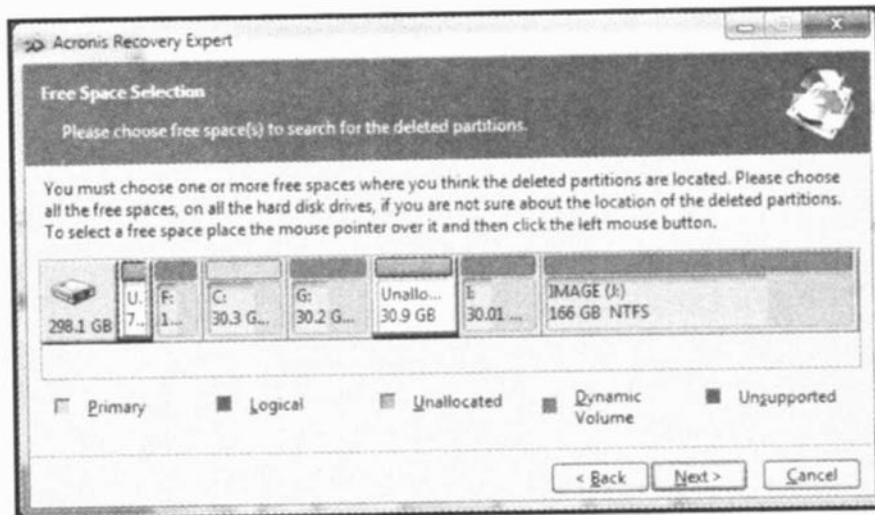 Acronis Recovery Expert
Free Space Selection
Please choose free space(s) to search for the deleted partitions.
You must choose one or more free spaces where you think the deleted partitions are located. Please choose
all the free spaces, on all the hard disk drives, if you are not sure about the location of the deleted partitions.
To select a free space place the mouse pointer over it and then click the left mouse button.
298.1 GB
U.
7...
F:
1...
C:
30.3 G...
G:
30.2 G...
Unallo...
30.9 GB
I:
30.01 ...
IMAGE (J:)
166 GB NTFS
Primary
Logical
Unallocated
Dynamic
Volume
Unsupported
< Back
Next >
Cancel